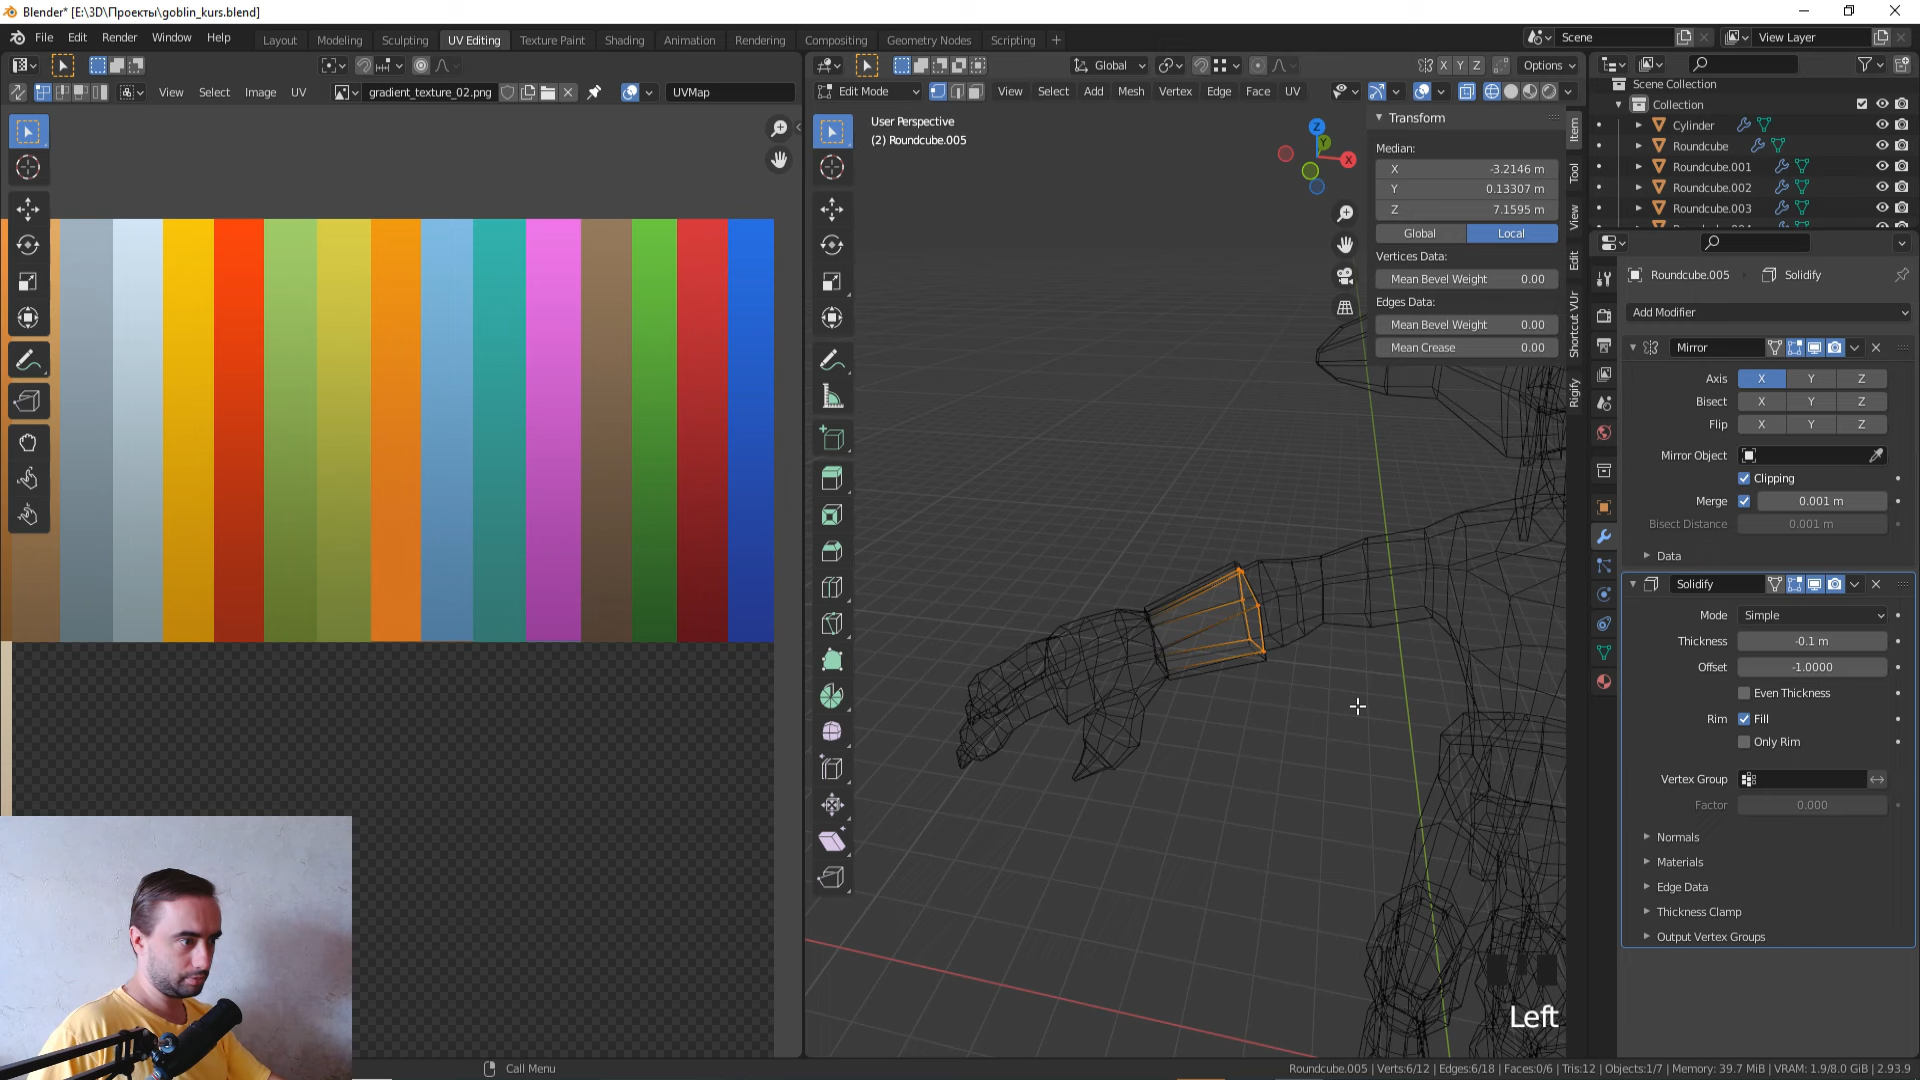 Blender* [E:\3D\Проекты\goblin_kurs.blend]
File Edit Render Window Help
Layout Modeling Sculpting UV Editing Texture Paint Shading Animation Rendering Compositing Geometry Nodes Scripting +
Scene
View Layer
Global
X Y Z
Options
View Select Image UV
gradient_texture_02.png
UVMap
Edit Mode
View Select Add Mesh Vertex Edge Face UV
User Perspective
(2) Roundcube.005
Z
Y
X
Transform
Median:
X -3.2146 m
Y 0.13307 m
Z 7.1595 m
Global Local
Vertices Data:
Mean Bevel Weight 0.00
Edges Data:
Mean Bevel Weight 0.00
Mean Crease 0.00
Item
Tool
View
Edit
Shortcut VUr
Rigify
Scene Collection
Collection
Cylinder
Roundcube
Roundcube.001
Roundcube.002
Roundcube.003
Roundcube.005
Solidify
Add Modifier
Mirror
Axis X Y Z
Bisect X Y Z
Flip X Y Z
Mirror Object
Clipping
Merge 0.001 m
Bisect Distance 0.001 m
Data
Solidify
Mode Simple
Thickness -0.1 m
Offset -1.0000
Even Thickness
Rim Fill
Only Rim
Vertex Group
Factor 0.000
Normals
Materials
Edge Data
Thickness Clamp
Output Vertex Groups
Left
Call Menu
Roundcube.005 | Verts:6/12 | Edges:6/18 | Faces:0/6 | Tris:12 | Objects:1/7 | Memory: 39.7 MiB | VRAM: 1.9/8.0 GiB | 2.93.9